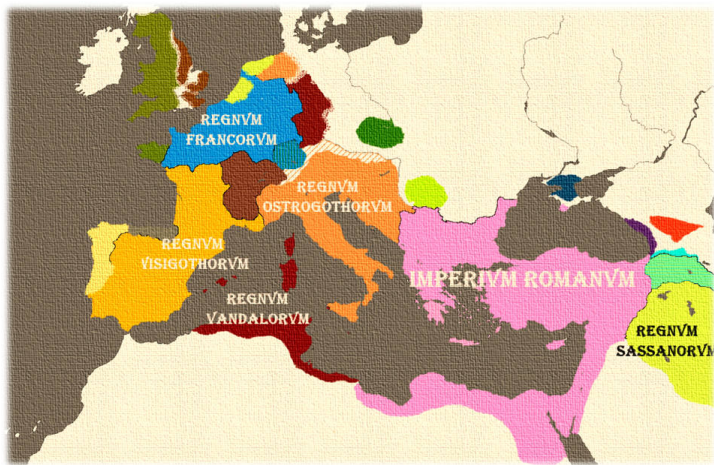 REGNVM
FRANCORVM
REGNVM
OSTROGOTHORVM
REGNVM
VISIGOTHORVM
IMPERIVM ROMANVM
REGNVM
VANDALORVM
REGNVM
SASSANORVM